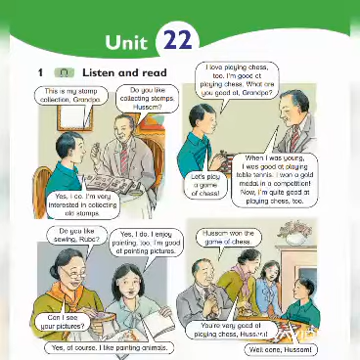 Unit 22
1 Listen and read
This is my stamp
collection, Grandpa.
Do you like
collecting stamps,
Hussam?
Yes, I do. I'm very
interested in collecting
old stamps.
I love playing chess,
too. I'm good at
playing chess. What are
you good at, Grandpa?
When I was young,
I was good at playing
table tennis. I won a gold
medal in a competition!
Now, I'm quite good at
playing chess, too.
Let's play
a game
of chess!
Do you like
sewing, Ruba?
Yes, I do. I enjoy
painting, too. I'm good
at painting pictures.
Can I see
your pictures?
Yes, of course. I like painting animals.
Hussam won the
game of chess.
You're very good at
playing chess, Hussam!
Well done, Hussam!